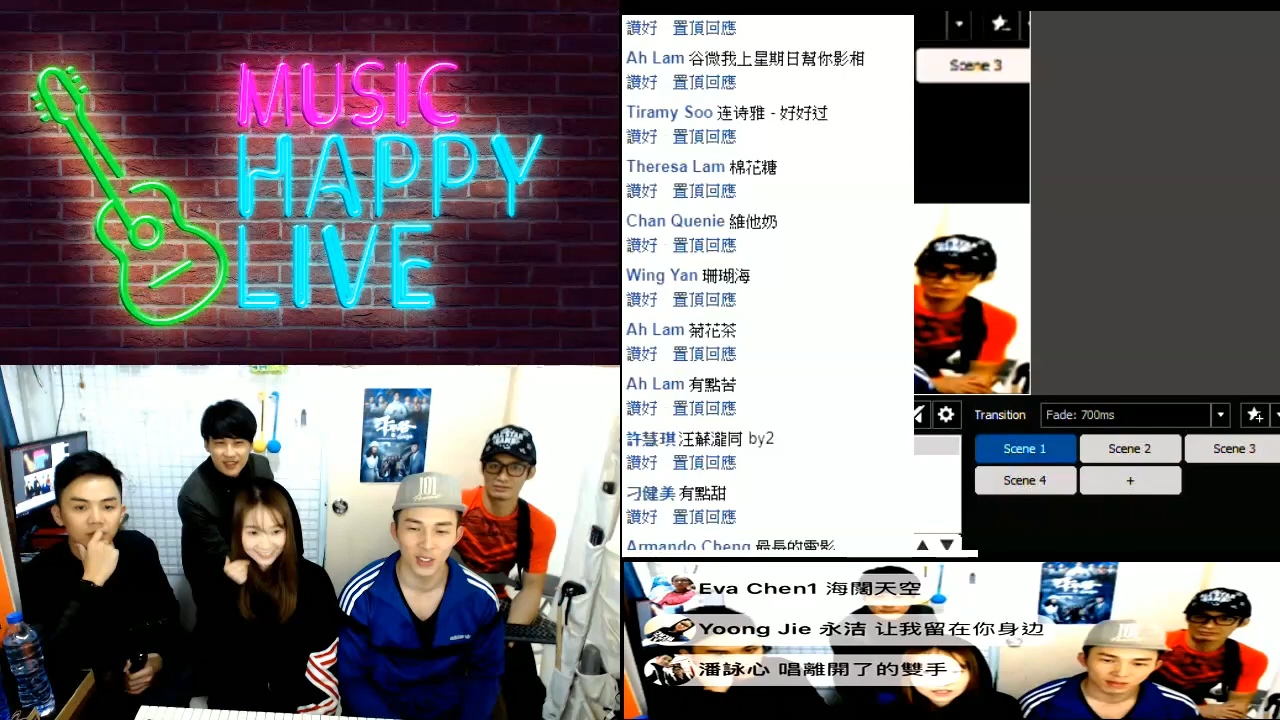 MUSIC
HAPPY
LIVE
讚好 置頂回應
Ah Lam 谷微我上星期日幫你影相
讚好 置頂回應
Tiramy Soo 连诗雅 - 好好过
讚好 置頂回應
Theresa Lam 棉花糖
讚好 置頂回應
Chan Quenie 維他奶
讚好 置頂回應
Wing Yan 珊瑚海
讚好 置頂回應
Ah Lam 菊花茶
讚好 置頂回應
Ah Lam 有點苦
讚好 置頂回應
許慧琪 汪蘇瀧同 by2
讚好 置頂回應
刁健美 有點甜
讚好 置頂回應
Armando Cheng 最長的電影
Scene 3
Transition
Fade: 700ms
Scene 1
Scene 2
Scene 3
Scene 4
+
Eva Chen1 海闊天空
Yoong Jie 永洁 让我留在你身边
潘詠心 唱離開了的雙手